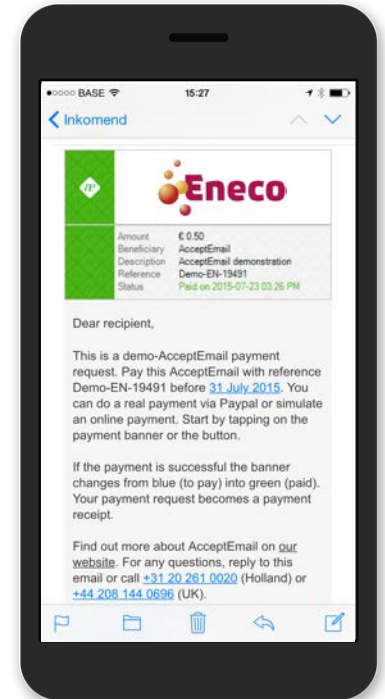 BASE 15:27
Inkomend
æ Eneco
Amount € 0.50
Beneficiary AcceptEmail
Description AcceptEmail demonstration
Reference Demo-EN-19491
Status Paid on 2015-07-23 03.26 PM
Dear recipient,
This is a demo-AcceptEmail payment
request. Pay this AcceptEmail with reference
Demo-EN-19491 before 31 July 2015. You
can do a real payment via Paypal or simulate
an online payment. Start by tapping on the
payment banner or the button.
If the payment is successful the banner
changes from blue (to pay) into green (paid).
Your payment request becomes a payment
receipt.
Find out more about AcceptEmail on our
website. For any questions, reply to this
email or call +31 20 261 0020 (Holland) or
+44 208 144 0696 (UK).